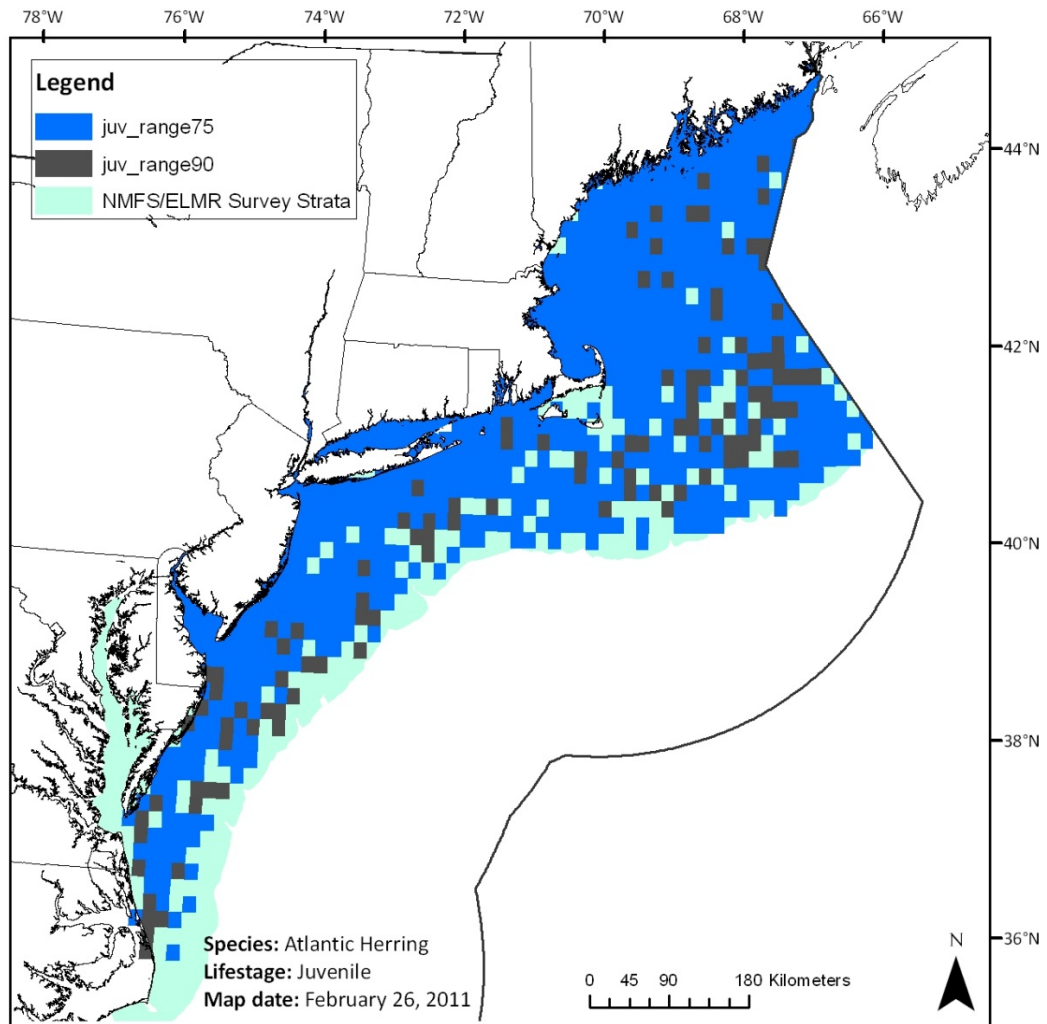 78°W 76°W 74°W 72°W 70°W 68°W 66°W
Legend
juv_range75
juv_range90
NMFS/ELMR Survey Strata
44°N
42°N
40°N
38°N
36°N
Species: Atlantic Herring
Lifestage: Juvenile
Map date: February 26, 2011
0 45 90 180 Kilometers
N